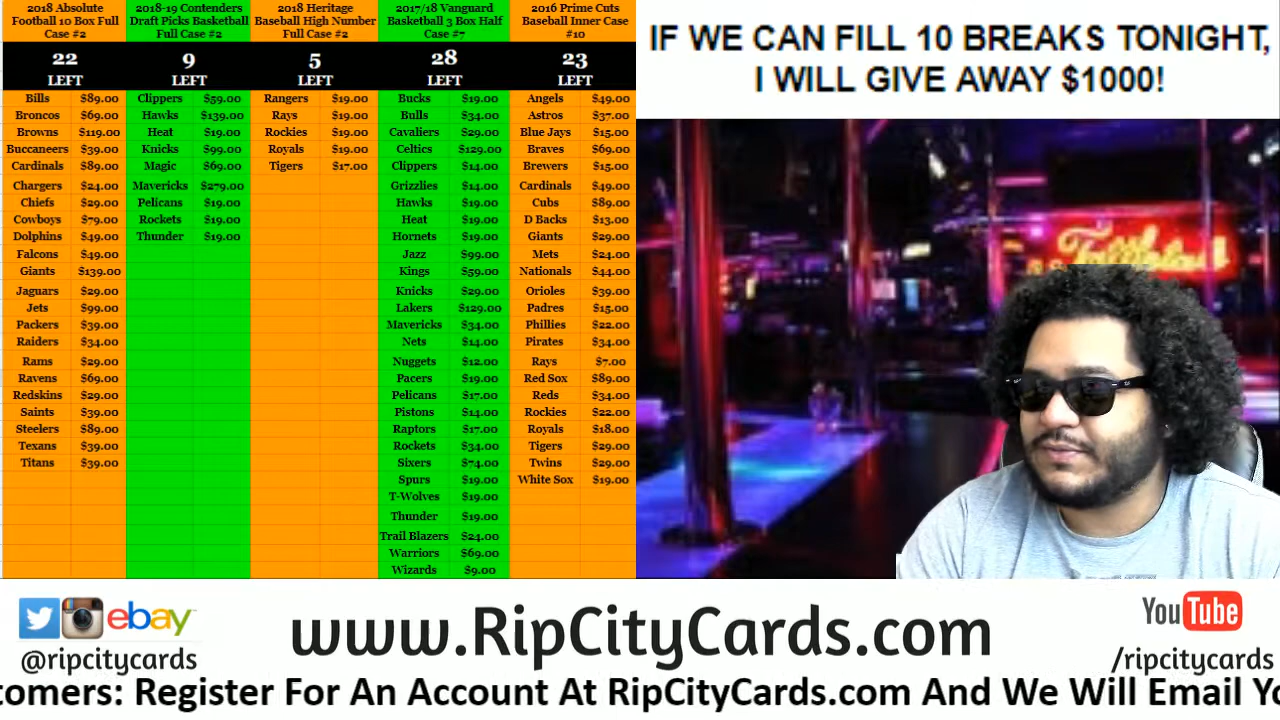 2018 Absolute Football 10 Box Full Case #2
22
LEFT
Bills $89.00
Broncos $69.00
Browns $119.00
Buccaneers $39.00
Cardinals $89.00
Chargers $24.00
Chiefs $29.00
Cowboys $79.00
Dolphins $49.00
Falcons $49.00
Giants $139.00
Jaguars $29.00
Jets $99.00
Packers $39.00
Raiders $34.00
Rams $29.00
Ravens $69.00
Redskins $29.00
Saints $39.00
Steelers $89.00
Texans $39.00
Titans $39.00
2018-19 Contenders Draft Picks Basketball Full Case #2
9
LEFT
Clippers $59.00
Hawks $139.00
Heat $19.00
Knicks $99.00
Magic $69.00
Mavericks $279.00
Pelicans $19.00
Rockets $19.00
Thunder $19.00
2018 Heritage Baseball High Number Full Case #2
5
LEFT
Rangers $19.00
Rays $19.00
Rockies $19.00
Royals $19.00
Tigers $17.00
2017/18 Vanguard Basketball 3 Box Half Case #7
28
LEFT
Bucks $19.00
Bulls $34.00
Cavaliers $29.00
Celtics $129.00
Clippers $14.00
Grizzlies $14.00
Hawks $19.00
Heat $19.00
Hornets $19.00
Jazz $99.00
Kings $59.00
Knicks $29.00
Lakers $129.00
Mavericks $34.00
Nets $14.00
Nuggets $12.00
Pacers $19.00
Pelicans $17.00
Pistons $14.00
Raptors $17.00
Rockets $34.00
Sixers $74.00
Spurs $19.00
T-Wolves $19.00
Thunder $19.00
Trail Blazers $24.00
Warriors $69.00
Wizards $9.00
2016 Prime Cuts Baseball Inner Case #10
23
LEFT
Angels $49.00
Astros $37.00
Blue Jays $15.00
Braves $69.00
Brewers $15.00
Cardinals $49.00
Cubs $89.00
D Backs $13.00
Giants $29.00
Mets $24.00
Nationals $44.00
Orioles $39.00
Padres $15.00
Phillies $22.00
Pirates $34.00
Rays $7.00
Red Sox $89.00
Reds $34.00
Rockies $22.00
Royals $18.00
Tigers $29.00
Twins $29.00
White Sox $19.00
IF WE CAN FILL 10 BREAKS TONIGHT,
I WILL GIVE AWAY $1000!
ebay
@ripcitycards
www.RipCityCards.com
YouTube
/ripcitycards
tomers: Register For An Account At RipCityCards.com And We Will Email Yo